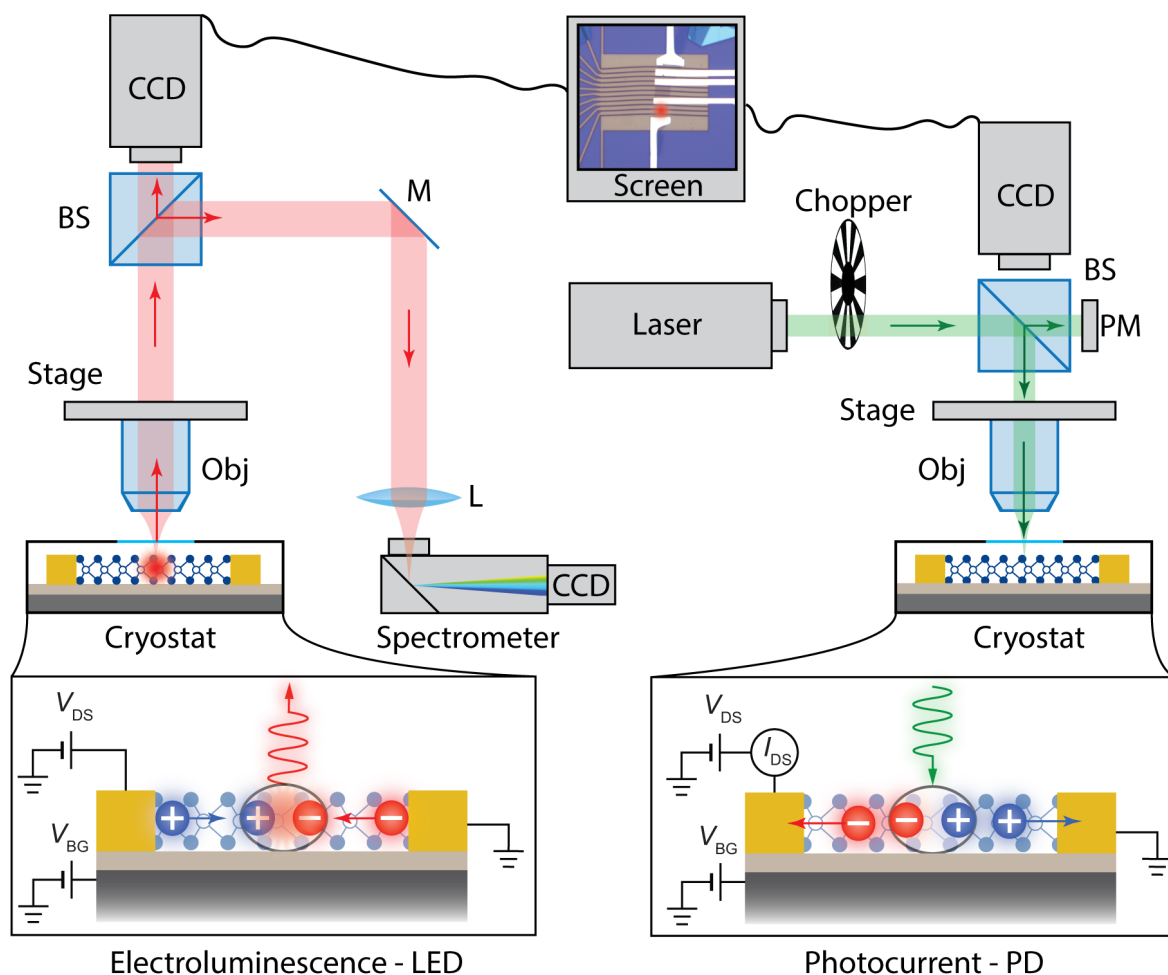 CCD
Screen
CCD
BS
M
Chopper
BS
Laser
PM
Stage
Stage
Obj
Obj
L
CCD
Cryostat
Spectrometer
Cryostat
VDS
VBG
VDS
IDS
VBG
+ + − −
− − + +
Electroluminescence - LED
Photocurrent - PD